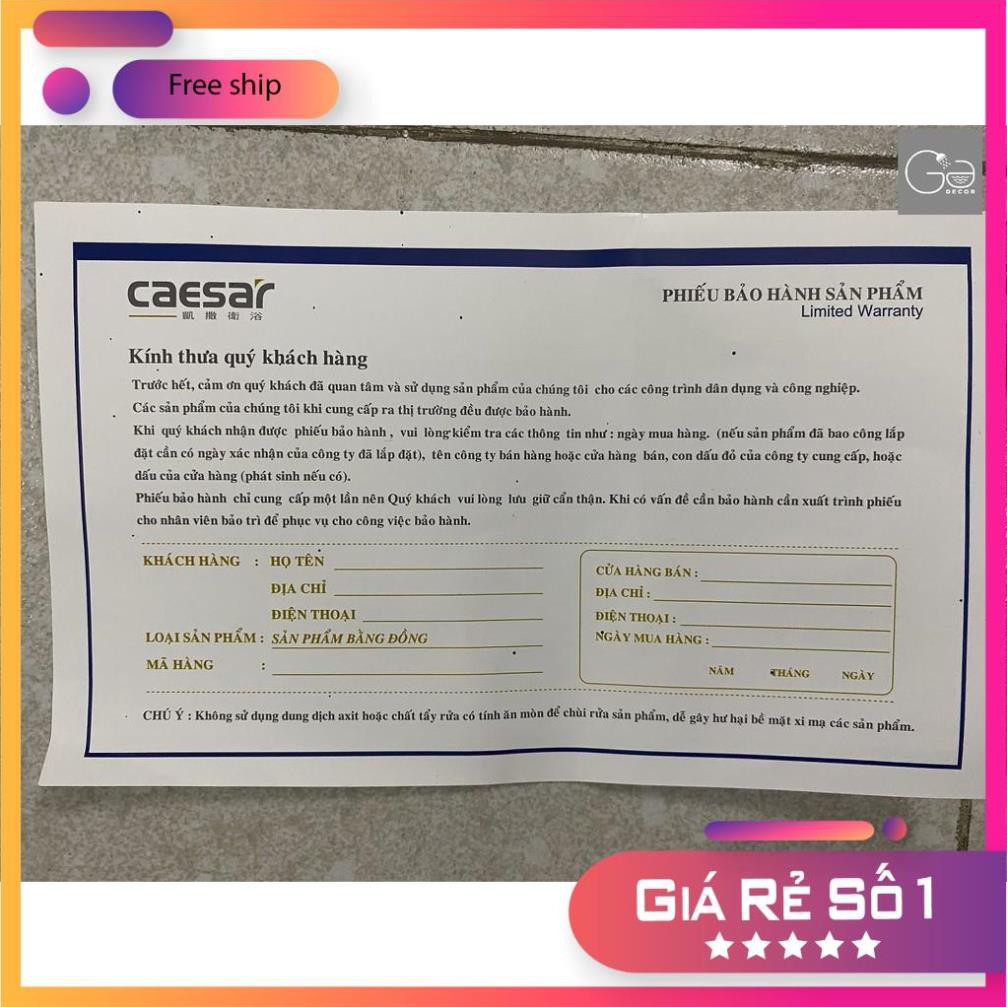 Free ship
Ga
DECOR
caesar
凱撒衛浴
PHIẾU BẢO HÀNH SẢN PHẨM
Limited Warranty
Kính thưa quý khách hàng
Trước hết, cảm ơn quý khách đã quan tâm và sử dụng sản phẩm của chúng tôi cho các công trình dân dụng và công nghiệp.
Các sản phẩm của chúng tôi khi cung cấp ra thị trường đều được bảo hành.
Khi quý khách nhận được phiếu bảo hành , vui lòng kiểm tra các thông tin như : ngày mua hàng. (nếu sản phẩm đã bao công lắp
đặt cần có ngày xác nhận của công ty đã lắp đặt), tên công ty bán hàng hoặc cửa hàng bán, con dấu đỏ của công ty cung cấp, hoặc
dấu của cửa hàng (phát sinh nếu có).
Phiếu bảo hành chỉ cung cấp một lần nên Quý khách vui lòng lưu giữ cẩn thận. Khi có vấn đề cần bảo hành cần xuất trình phiếu
cho nhân viên bảo trì để phục vụ cho công việc bảo hành.
KHÁCH HÀNG : HỌ TÊN
ĐỊA CHỈ
ĐIỆN THOẠI
LOẠI SẢN PHẨM : SẢN PHẨM BẰNG ĐỒNG
MÃ HÀNG :
CỬA HÀNG BÁN :
ĐỊA CHỈ :
ĐIỆN THOẠI :
NGÀY MUA HÀNG :
NĂM THÁNG NGÀY
CHÚ Ý : Không sử dụng dung dịch axit hoặc chất tẩy rửa có tính ăn mòn để chùi rửa sản phẩm, dễ gây hư hại bề mặt xi mạ các sản phẩm.
GIÁ RẺ SỐ 1